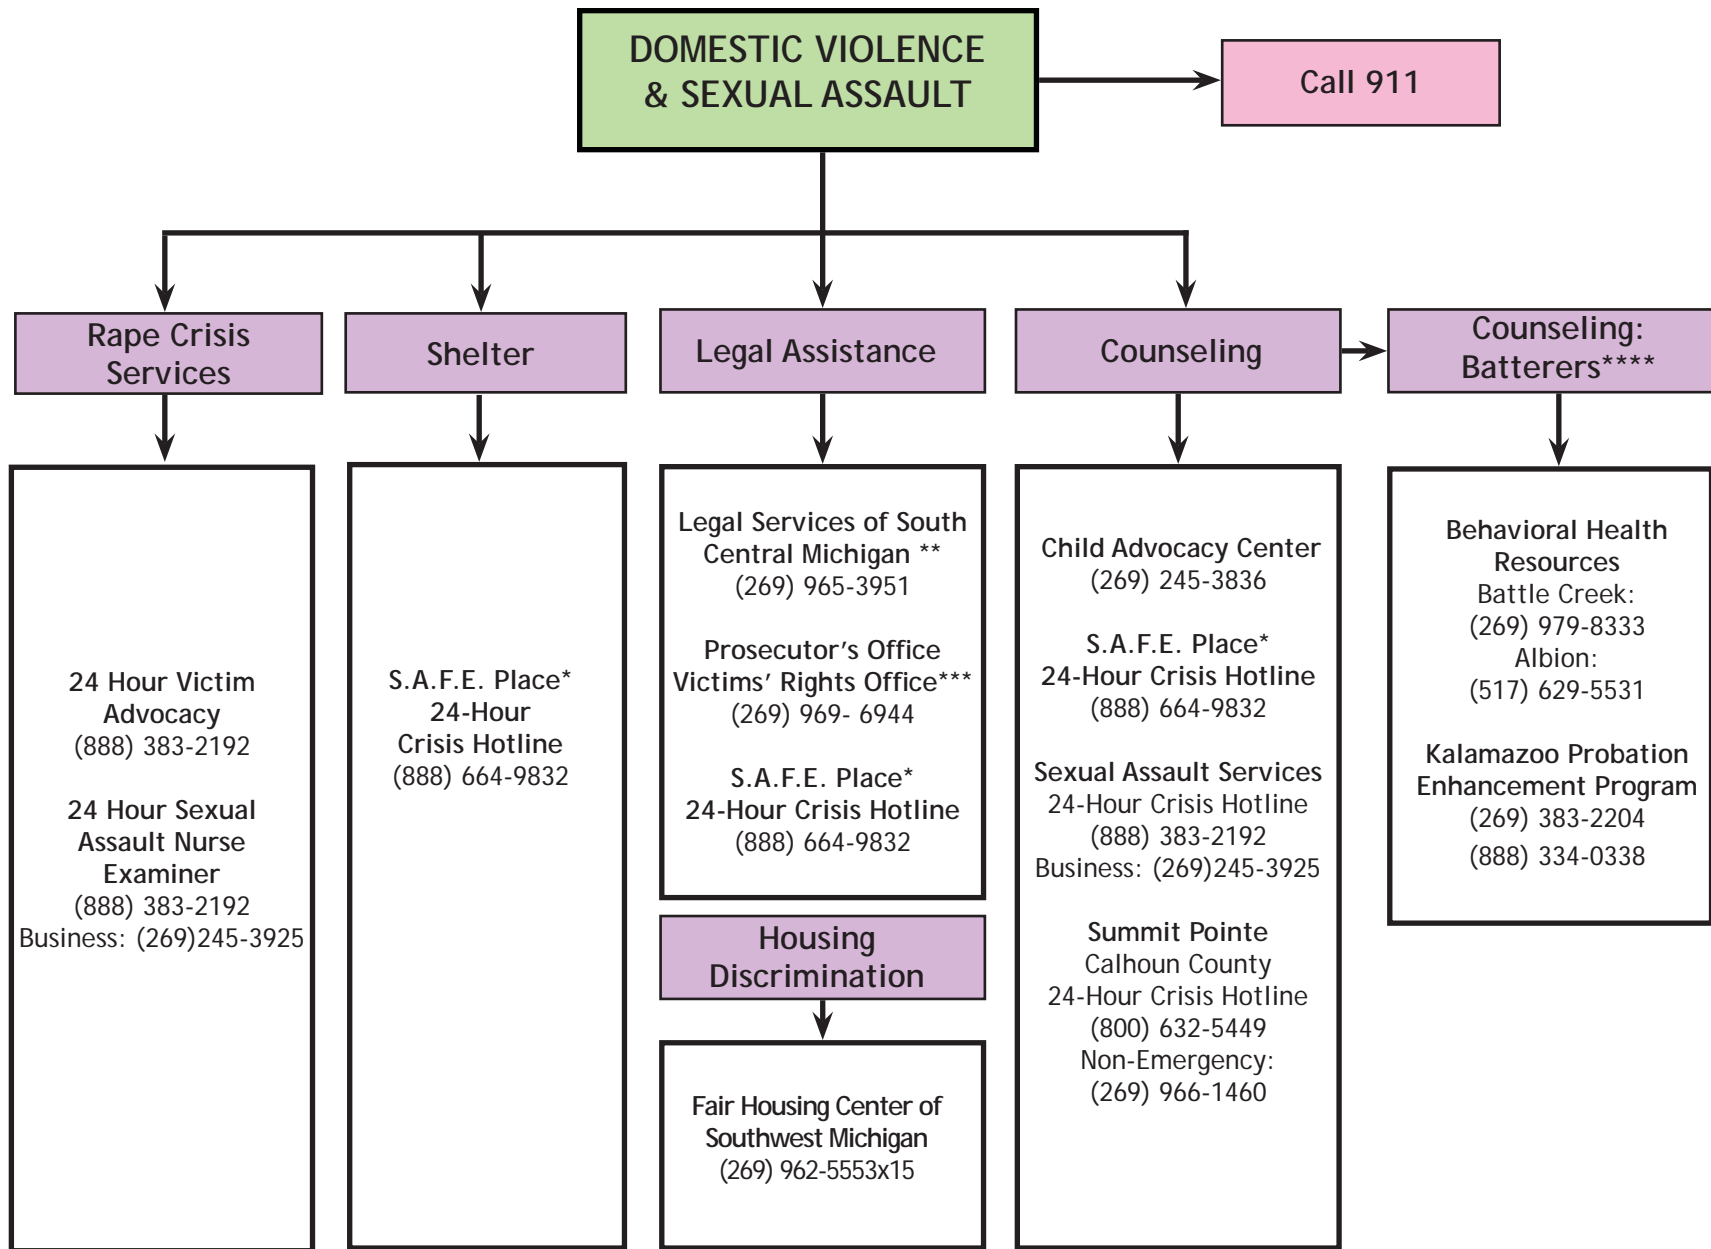 DOMESTIC VIOLENCE
& SEXUAL ASSAULT
Call 911
Rape Crisis
Services
24 Hour Victim
Advocacy
(888) 383-2192
24 Hour Sexual
Assault Nurse
Examiner
(888) 383-2192
Business: (269)245-3925
Shelter
S.A.F.E. Place*
24-Hour
Crisis Hotline
(888) 664-9832
Legal Assistance
Legal Services of South
Central Michigan **
(269) 965-3951
Prosecutor's Office
Victims' Rights Office***
(269) 969- 6944
S.A.F.E. Place*
24-Hour Crisis Hotline
(888) 664-9832
Housing
Discrimination
Fair Housing Center of
Southwest Michigan
(269) 962-5553x15
Counseling
Child Advocacy Center
(269) 245-3836
S.A.F.E. Place*
24-Hour Crisis Hotline
(888) 664-9832
Sexual Assault Services
24-Hour Crisis Hotline
(888) 383-2192
Business: (269)245-3925
Summit Pointe
Calhoun County
24-Hour Crisis Hotline
(800) 632-5449
Non-Emergency:
(269) 966-1460
Counseling:
Batterers****
Behavioral Health
Resources
Battle Creek:
(269) 979-8333
Albion:
(517) 629-5531
Kalamazoo Probation
Enhancement Program
(269) 383-2204
(888) 334-0338